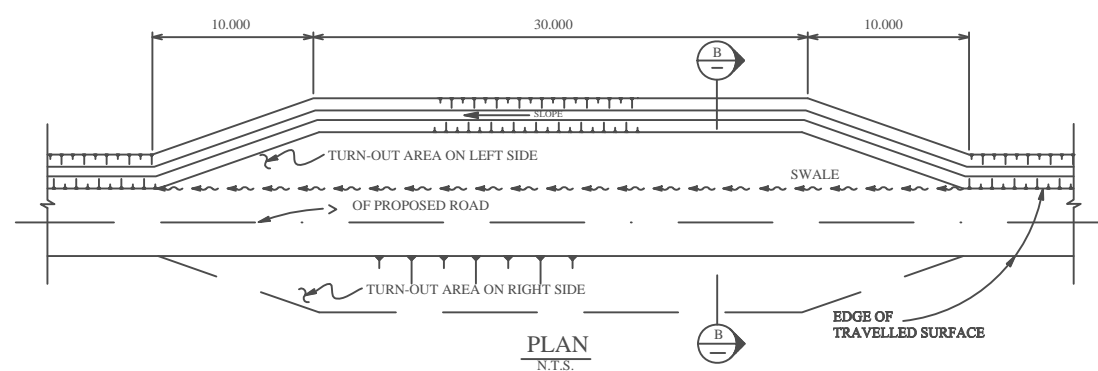 10.000
30.000
10.000
B
SLOPE
TURN-OUT AREA ON LEFT SIDE
SWALE
OF PROPOSED ROAD
TURN-OUT AREA ON RIGHT SIDE
EDGE OF
TRAVELLED SURFACE
B
PLAN
N.T.S.